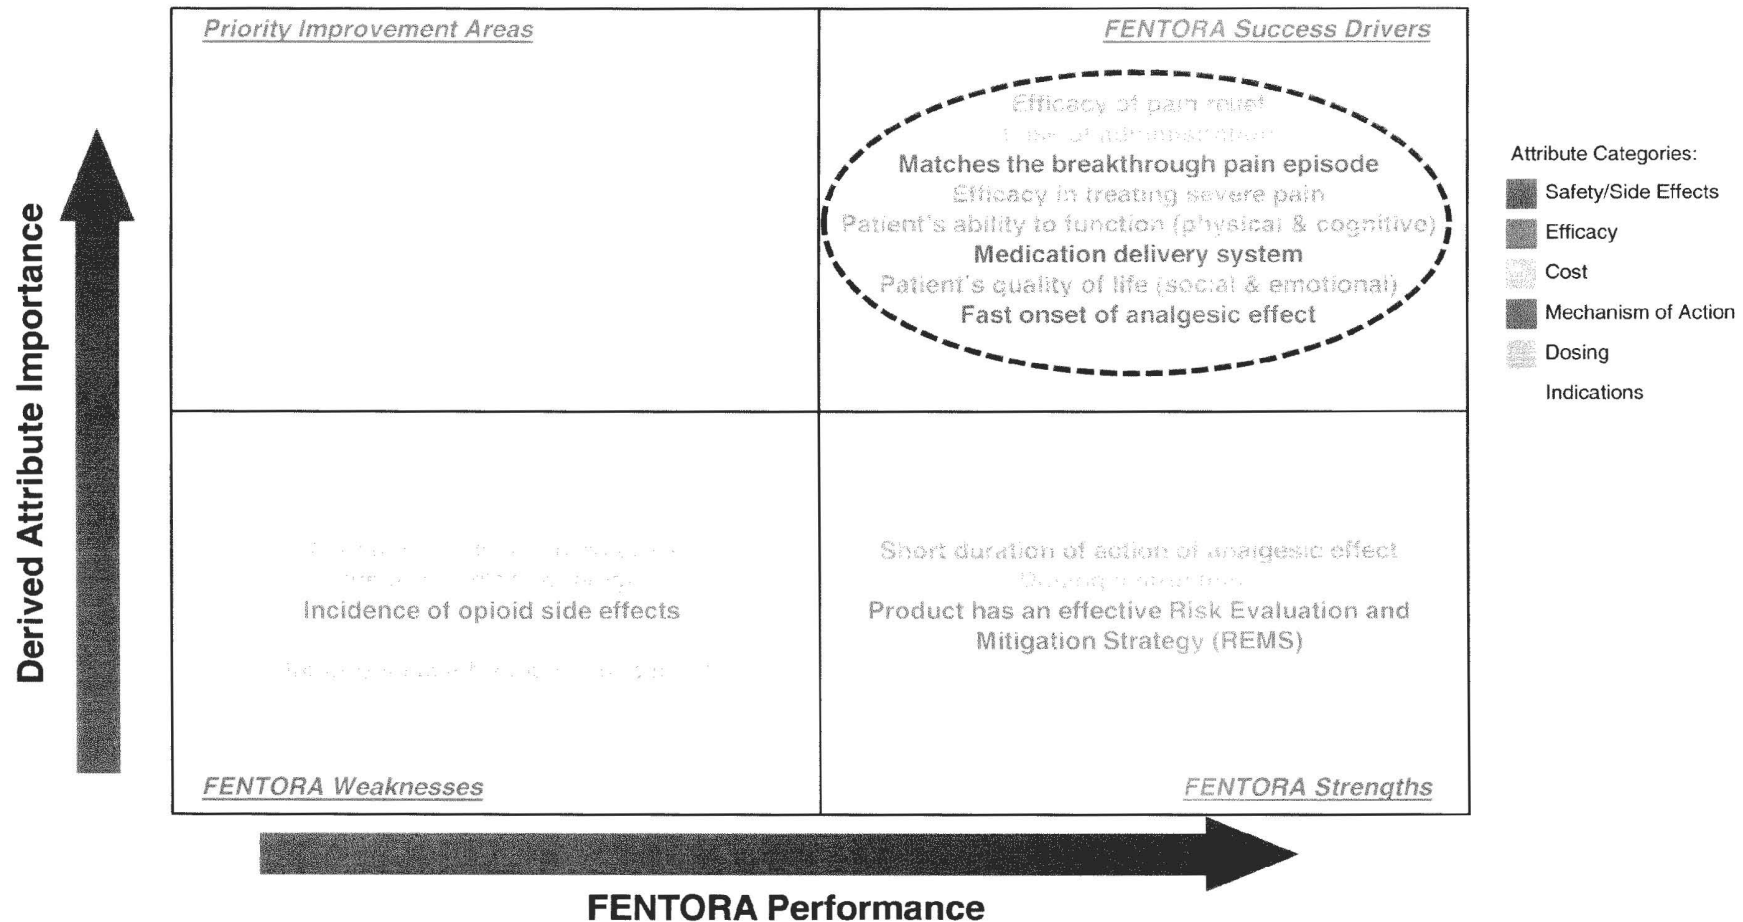 Priority Improvement Areas
FENTORA Success Drivers
Efficacy of pain relief
of administration
Matches the breakthrough pain episode
Efficacy in treating severe pain
Patient's ability to function (physical & cognitive)
Medication delivery system
Patient's quality of life (social & emotional)
Fast onset of analgesic effect
Attribute Categories:
Safety/Side Effects
Efficacy
Cost
Mechanism of Action
Dosing
Indications
Derived Attribute Importance
Incidence of opioid side effects
Short duration of action of analgesic effect
Product has an effective Risk Evaluation and
Mitigation Strategy (REMS)
FENTORA Weaknesses
FENTORA Strengths
FENTORA Performance